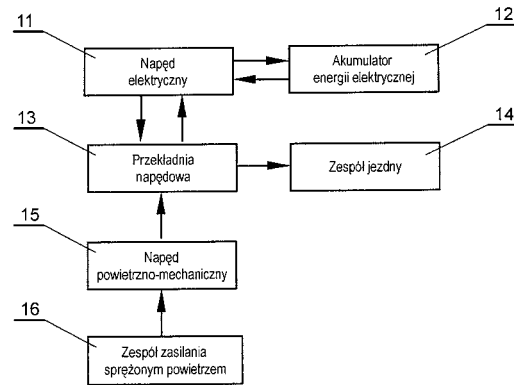 11
Napęd
elektryczny
12
Akumulator
energii elektrycznej
13
Przekładnia
napędowa
14
Zespół jezdny
15
Napęd
powietrzno-mechaniczny
16
Zespół zasilania
sprężonym powietrzem